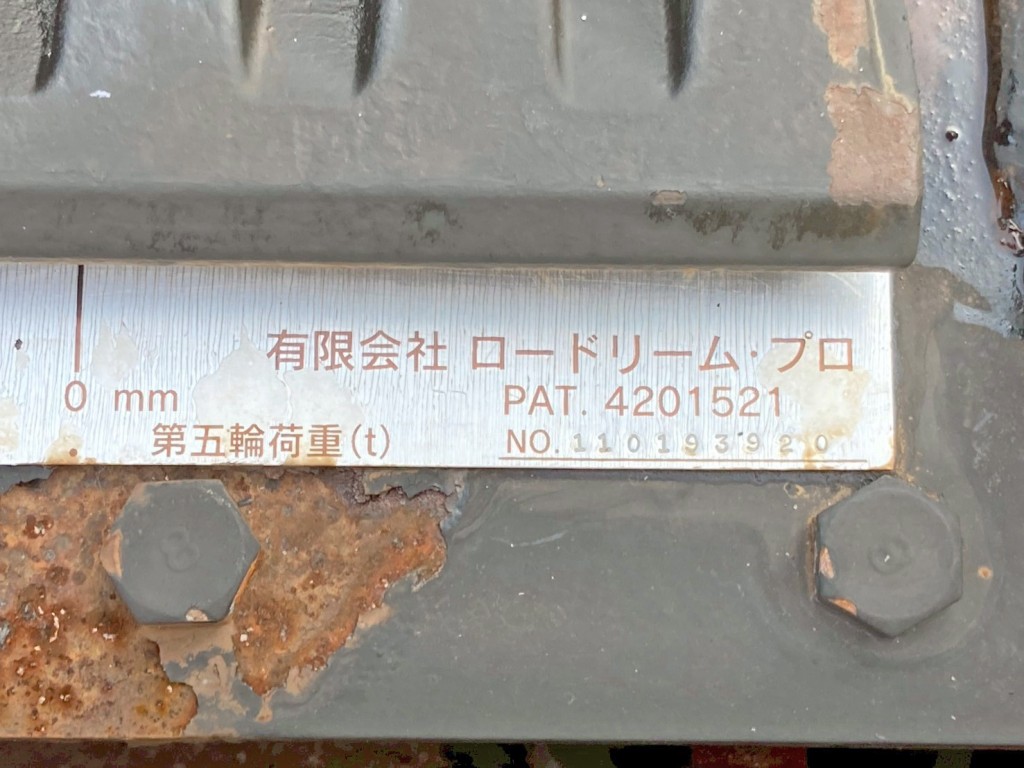 有限会社 ロードリーム・プロ
0 mm
PAT. 4201521
第五輪荷重(t)
NO. 110193920